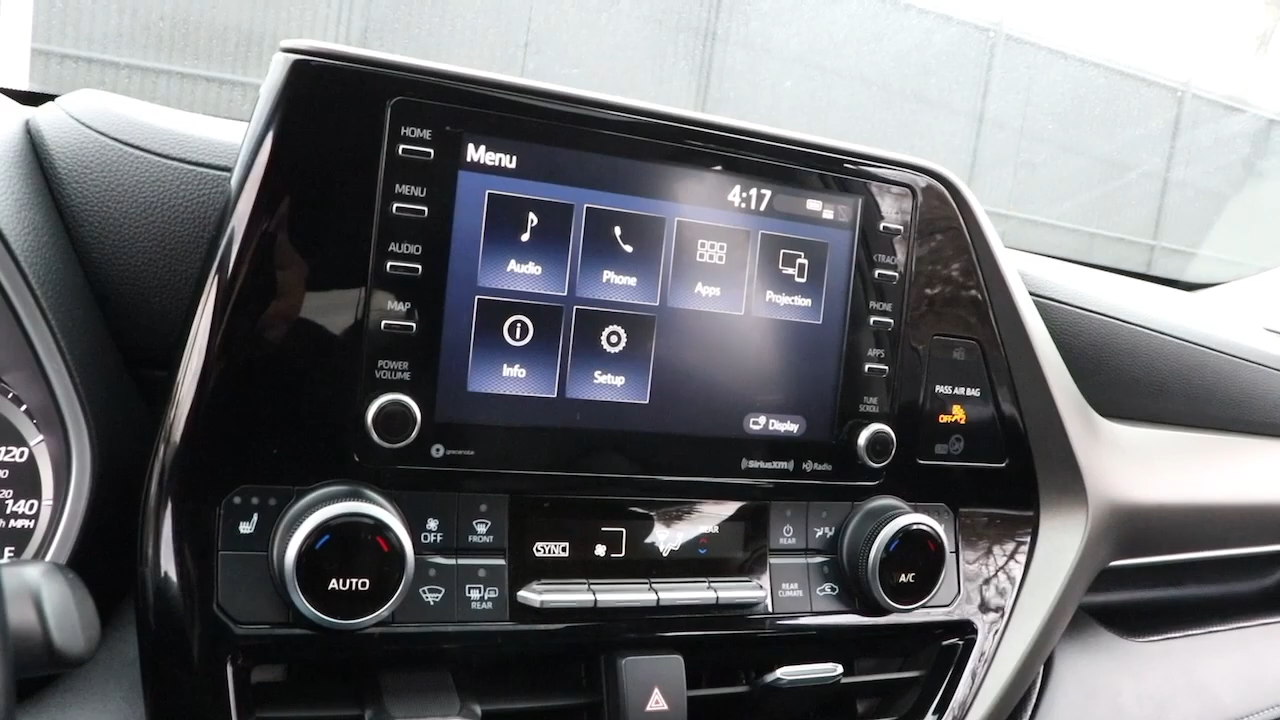 HOME
MENU
AUDIO
MAP
POWER
VOLUME
Menu
4:17
Audio
Phone
Apps
Projection
Info
Setup
Display
gracenote
SiriusXM
HD Radio
PHONE
APPS
TUNE
SCROLL
PASS AIR BAG
OFF
120
140
MPH
AUTO
OFF
FRONT
REAR
SYNC
REAR
REAR
CLIMATE
A/C